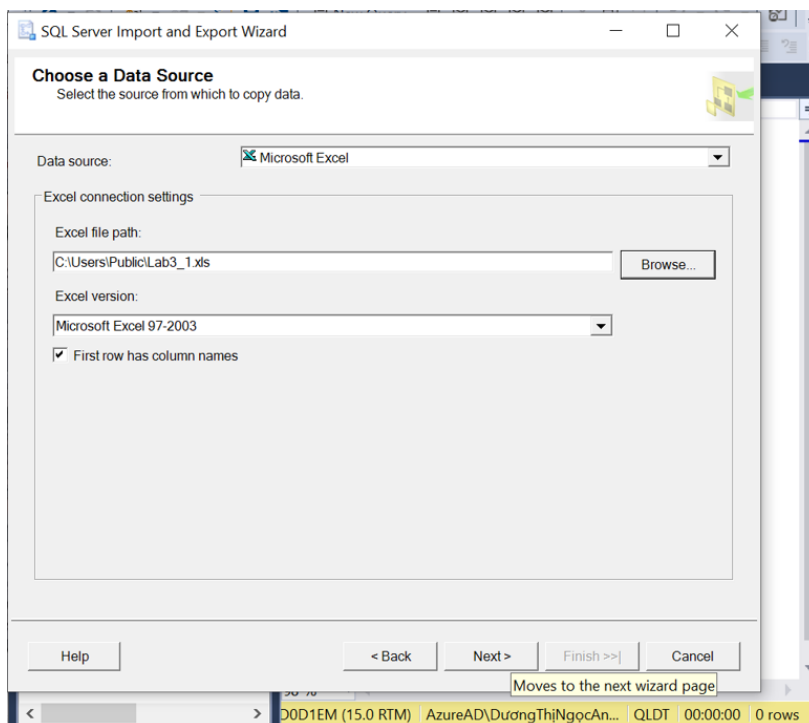 SQL Server Import and Export Wizard
Choose a Data Source
Select the source from which to copy data.
Data source:
Microsoft Excel
Excel connection settings
Excel file path:
C:\Users\Public\Lab3_1.xls
Browse...
Excel version:
Microsoft Excel 97-2003
First row has column names
Help
< Back
Next >
Finish >>|
Cancel
Moves to the next wizard page
D0D1EM (15.0 RTM) AzureAD\DươngThịNgọcAn... QLDT 00:00:00 0 rows